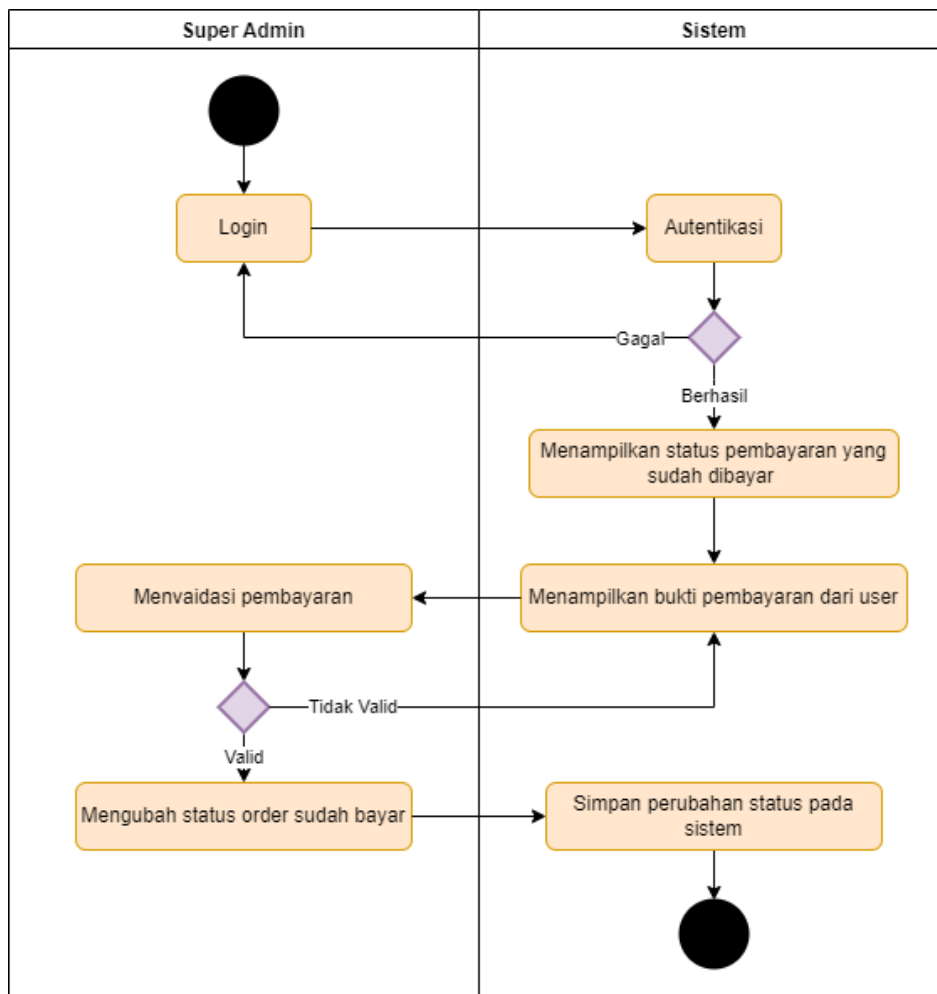 Super Admin
Sistem
Login
Autentikasi
Gagal
Berhasil
Menampilkan status pembayaran yang
sudah dibayar
Menvaidasi pembayaran
Menampilkan bukti pembayaran dari user
Tidak Valid
Valid
Mengubah status order sudah bayar
Simpan perubahan status pada
sistem